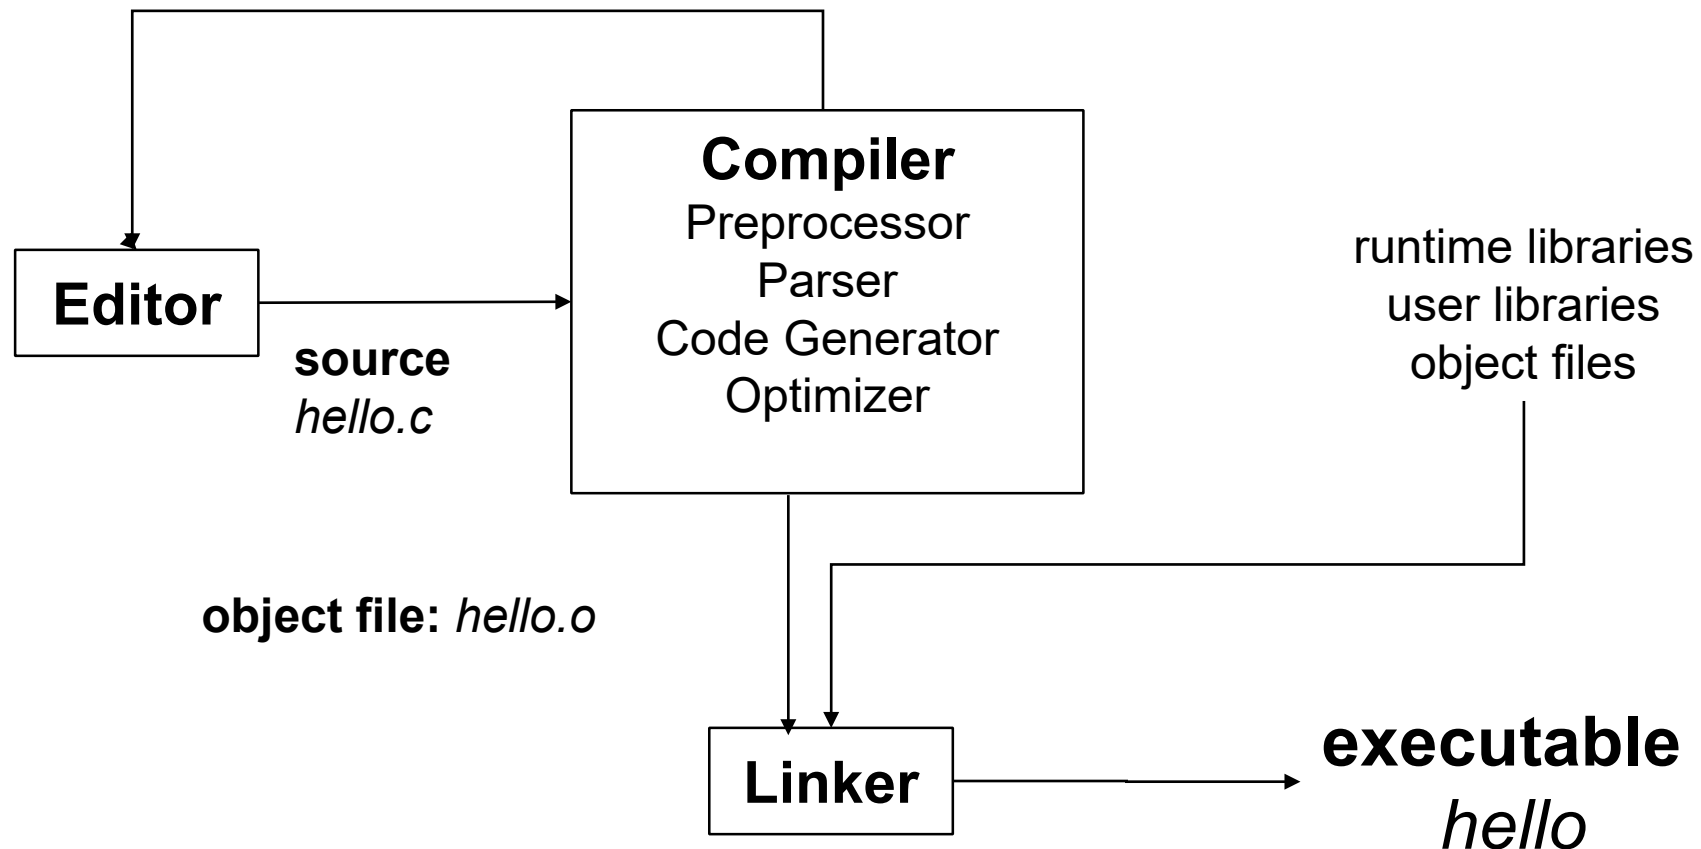 Compiler
Preprocessor
Parser
Code Generator
Optimizer
Editor
source
hello.c
runtime libraries
user libraries
object files
object file: hello.o
Linker
executable
hello